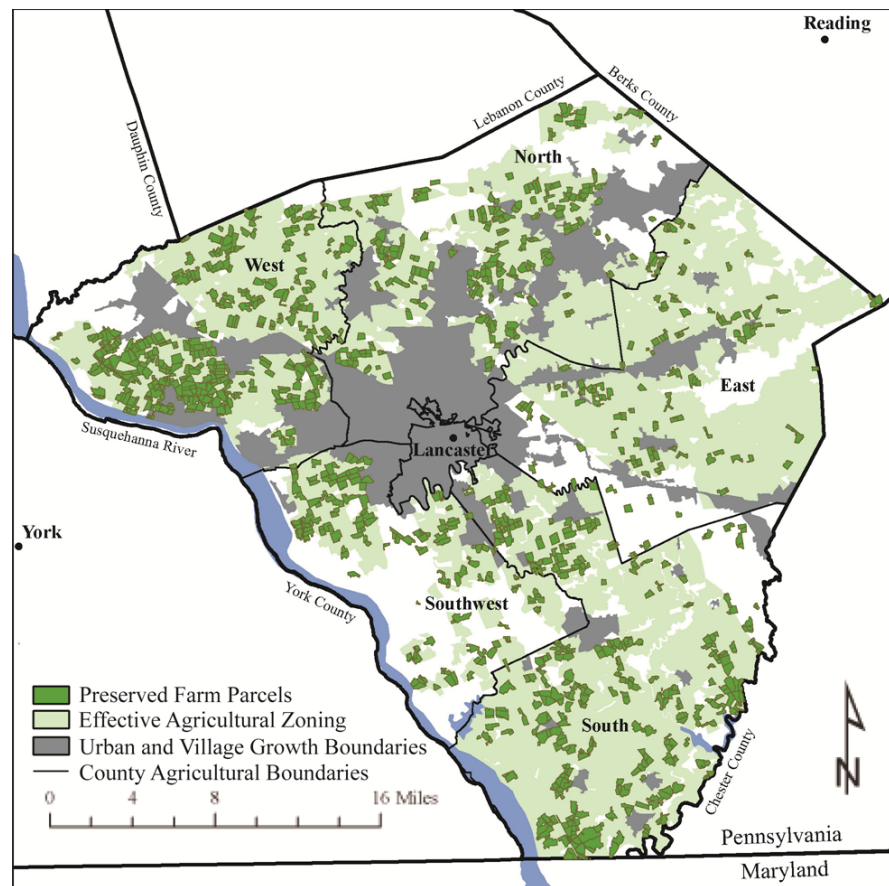 Reading
Berks County
Lebanon County
Dauphin County
North
West
East
Susquehanna River
Lancaster
York
York County
Southwest
South
Chester County
Preserved Farm Parcels
Effective Agricultural Zoning
Urban and Village Growth Boundaries
County Agricultural Boundaries
0 4 8 16 Miles
N
Pennsylvania
Maryland